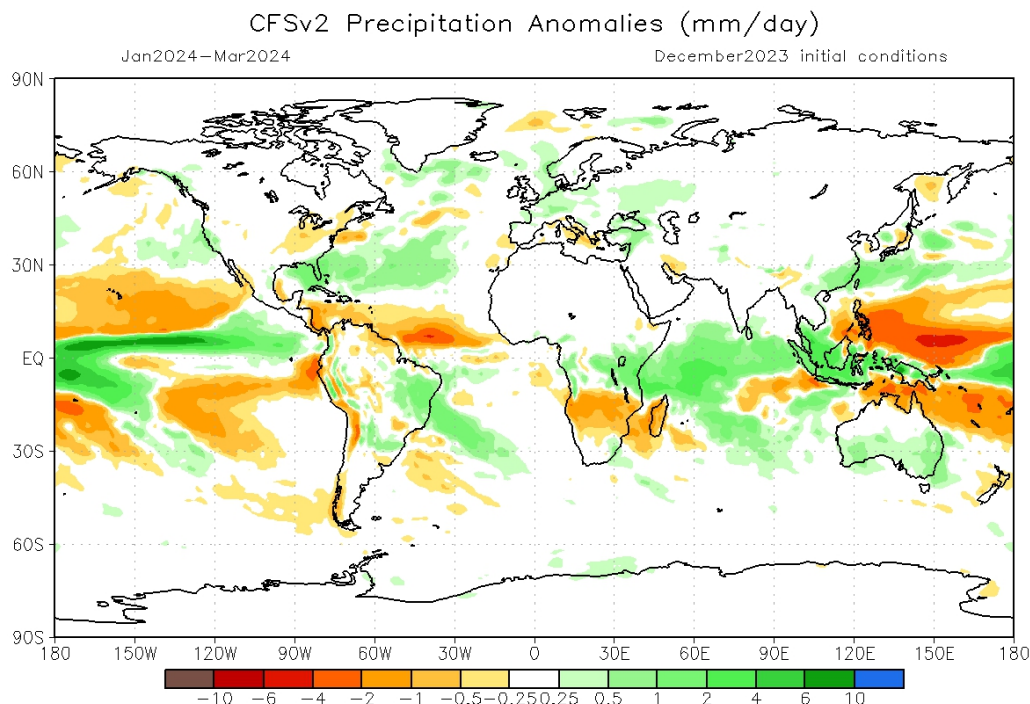 CFSv2 Precipitation Anomalies (mm/day)
Jan2024−Mar2024 December2023 initial conditions
90N
60N
30N
EQ
30S
60S
90S
180 150W 120W 90W 60W 30W 0 30E 60E 90E 120E 150E 180
−10 −6 −4 −2 −1 −0.5−0.250.25 0.5 1 2 4 6 10